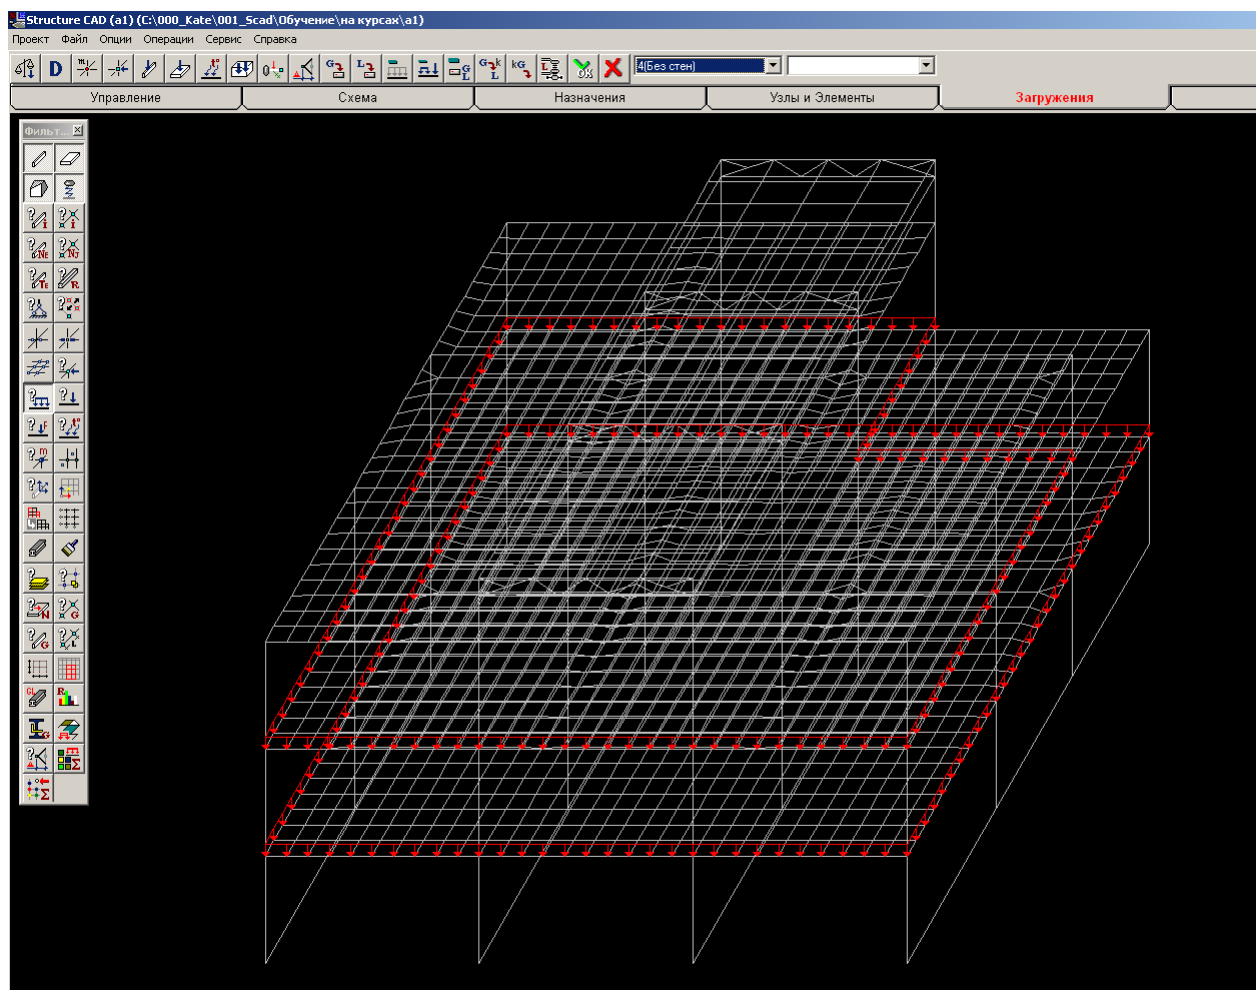 Structure CAD (a1) (C:\000_Kate\001_Scad\Обучение\на курсах\a1)
Проект Файл Опции Операции Сервис Справка
4(Без стен)
Управление Схема Назначения Узлы и Элементы Загружения
Фильт...